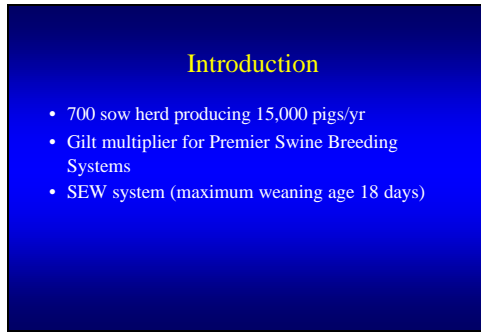 Introduction
• 700 sow herd producing 15,000 pigs/yr
• Gilt multiplier for Premier Swine Breeding
Systems
• SEW system (maximum weaning age 18 days)